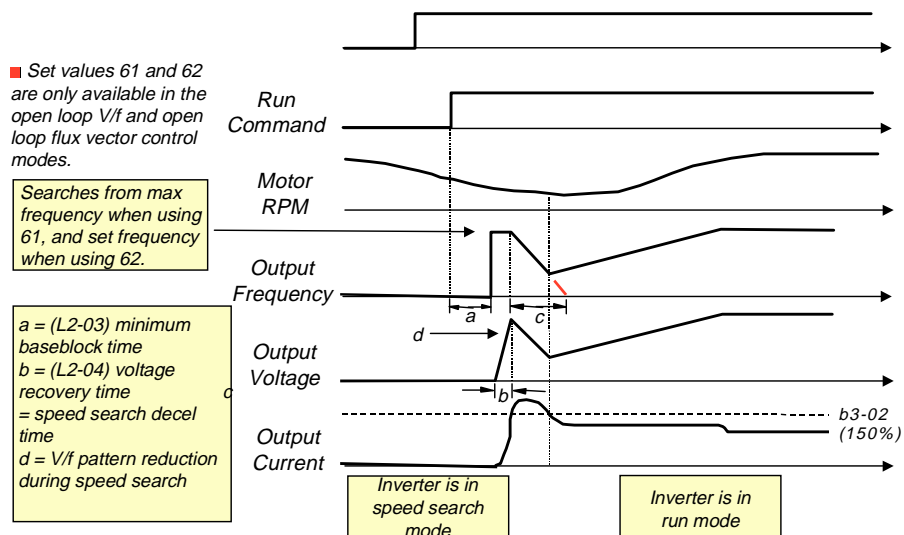 Set values 61 and 62
are only available in the
open loop V/f and open
loop flux vector control
modes.
Searches from max
frequency when using
61, and set frequency
when using 62.
a = (L2-03) minimum
baseblock time
b = (L2-04) voltage
recovery time
c
= speed search decel
time
d = V/f pattern reduction
during speed search
Run
Command
Motor
RPM
Output
Frequency
a
c
d
Output
Voltage
b
b3-02
(150%)
Output
Current
Inverter is in
speed search
mode
Inverter is in
run mode